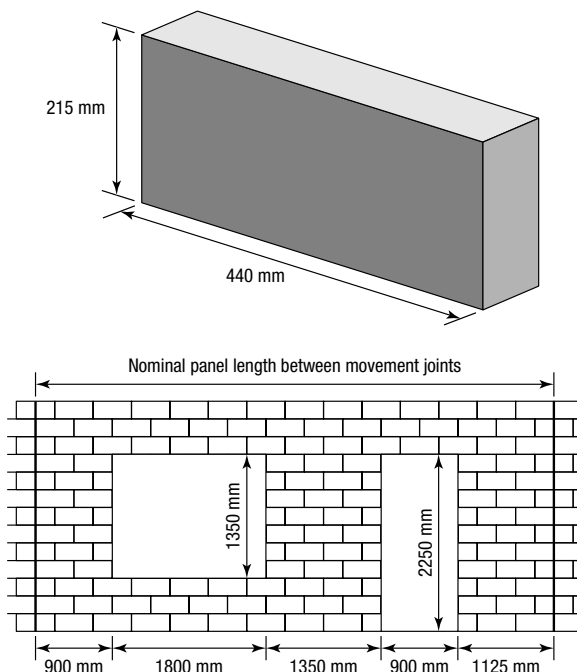 215 mm
440 mm
Nominal panel length between movement joints
1350 mm
2250 mm
900 mm
1800 mm
1350 mm
900 mm
1125 mm